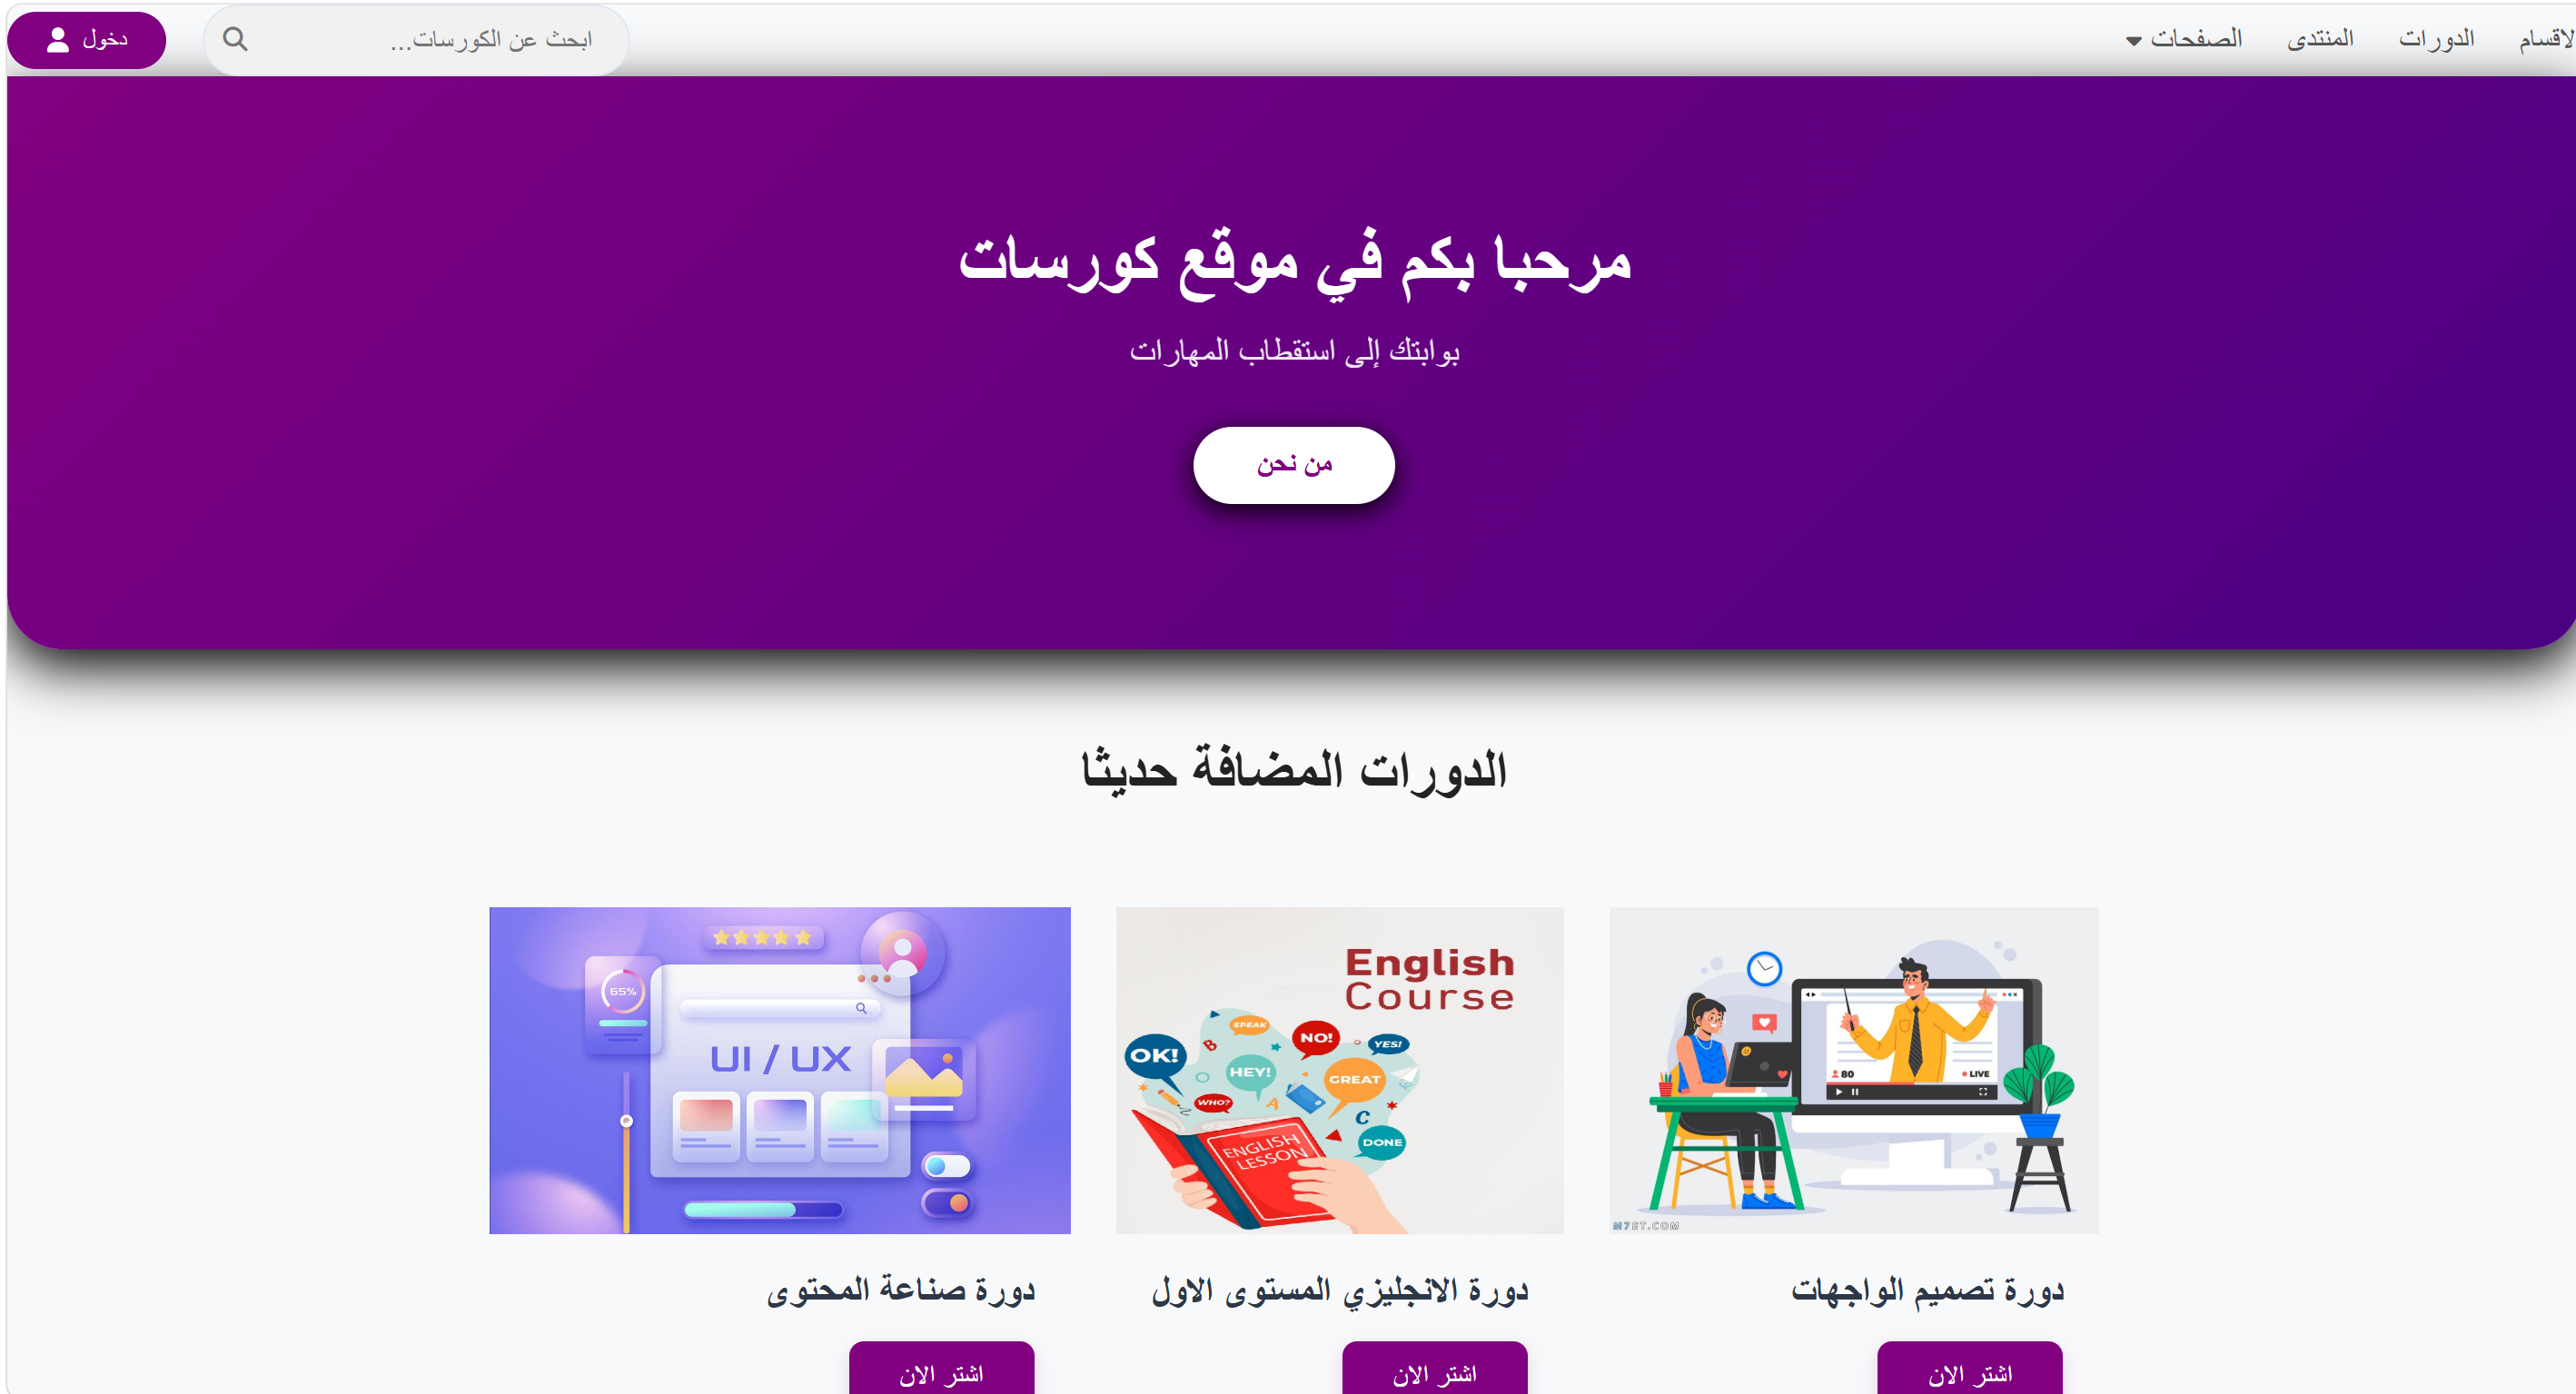 الاقسام
الدورات
المنتدى
الصفحات
ابحث عن الكورسات...
دخول
مرحبا بكم في موقع كورسات
بوابتك إلى استقطاب المهارات
من نحن
الدورات المضافة حديثا
80
LIVE
M7ET.COM
دورة تصميم الواجهات
اشتر الان
English
Course
SPEAK
OK!
NO!
YES!
HEY!
GREAT
WHO?
DONE
ENGLISH
LESSON
دورة الانجليزي المستوى الاول
اشتر الان
65%
UI / UX
دورة صناعة المحتوى
اشتر الان